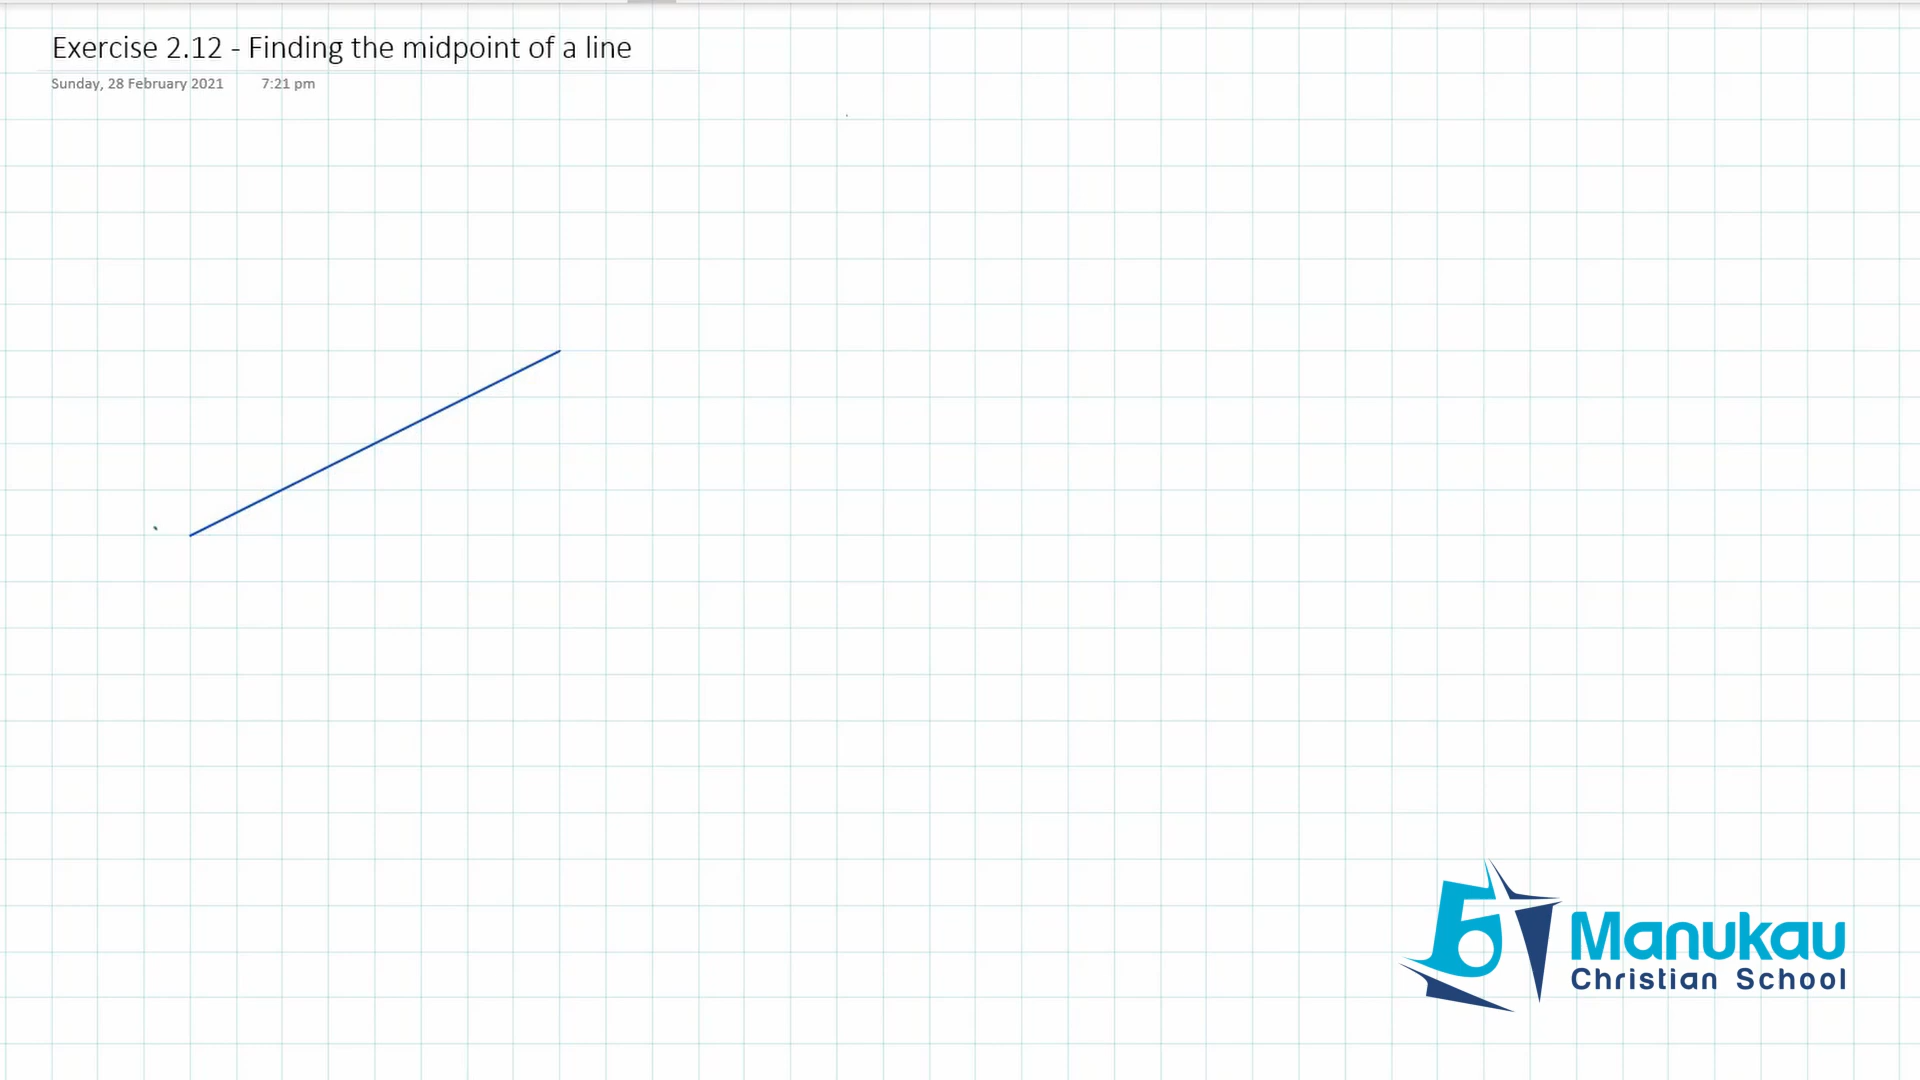 Exercise 2.12 - Finding the midpoint of a line
Sunday, 28 February 2021 7:21 pm
Manukau
Christian School